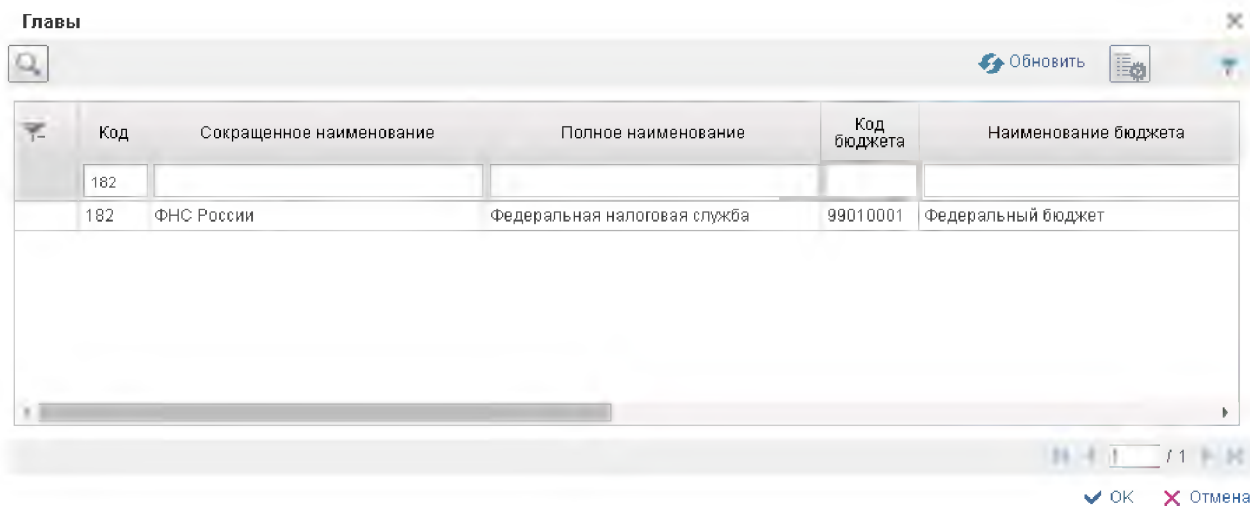 Главы
Обновить
Код Сокращенное наименование Полное наименование Код бюджета Наименование бюджета
182
182 ФНС России Федеральная налоговая служба 99010001 Федеральный бюджет
1 / 1
ОК Отмена